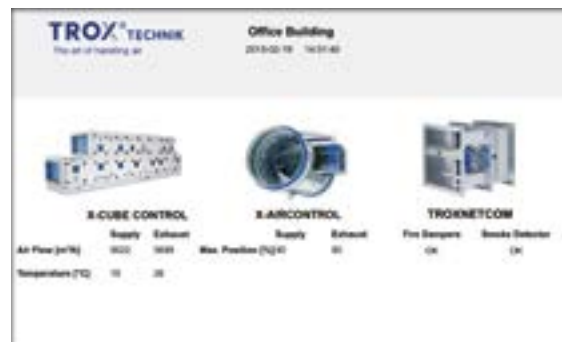 TROX® TECHNIK
The art of handling air
Office Building
X-CUBE CONTROL
X-AIRCONTROL
TROXNETCOM
Supply Exhaust
Supply Exhaust
Fire Dampers Smoke Detector
Air Flow [m³/h]
Max. Position [%]
OK OK
Temperature [°C]